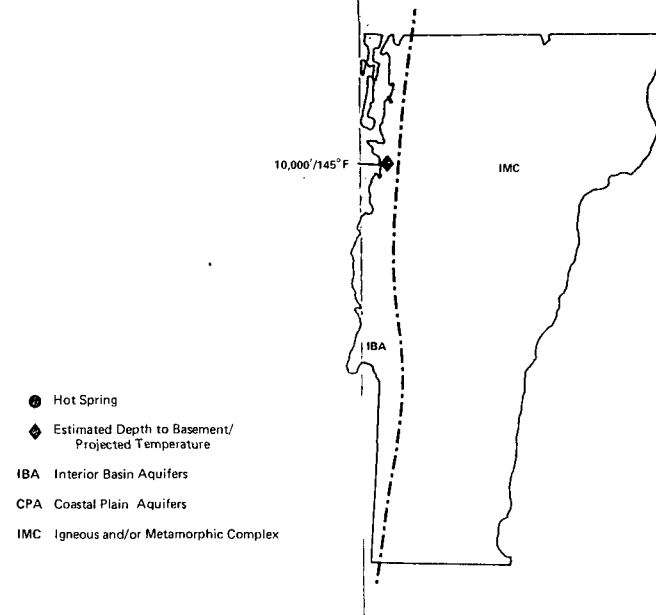 10,000'/145°F
IMC
IBA
Hot Spring
Estimated Depth to Basement/
Projected Temperature
IBA Interior Basin Aquifers
CPA Coastal Plain Aquifers
IMC Igneous and/or Metamorphic Complex